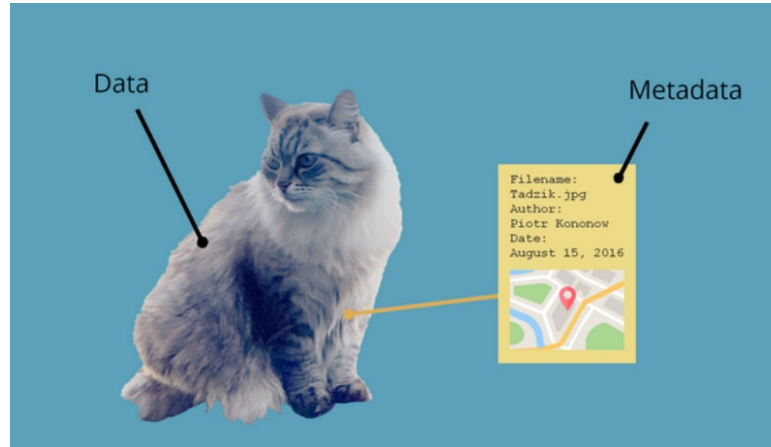 Data
Metadata
Filename:
Tadzik.jpg
Author:
Piotr Kononow
Date:
August 15, 2016